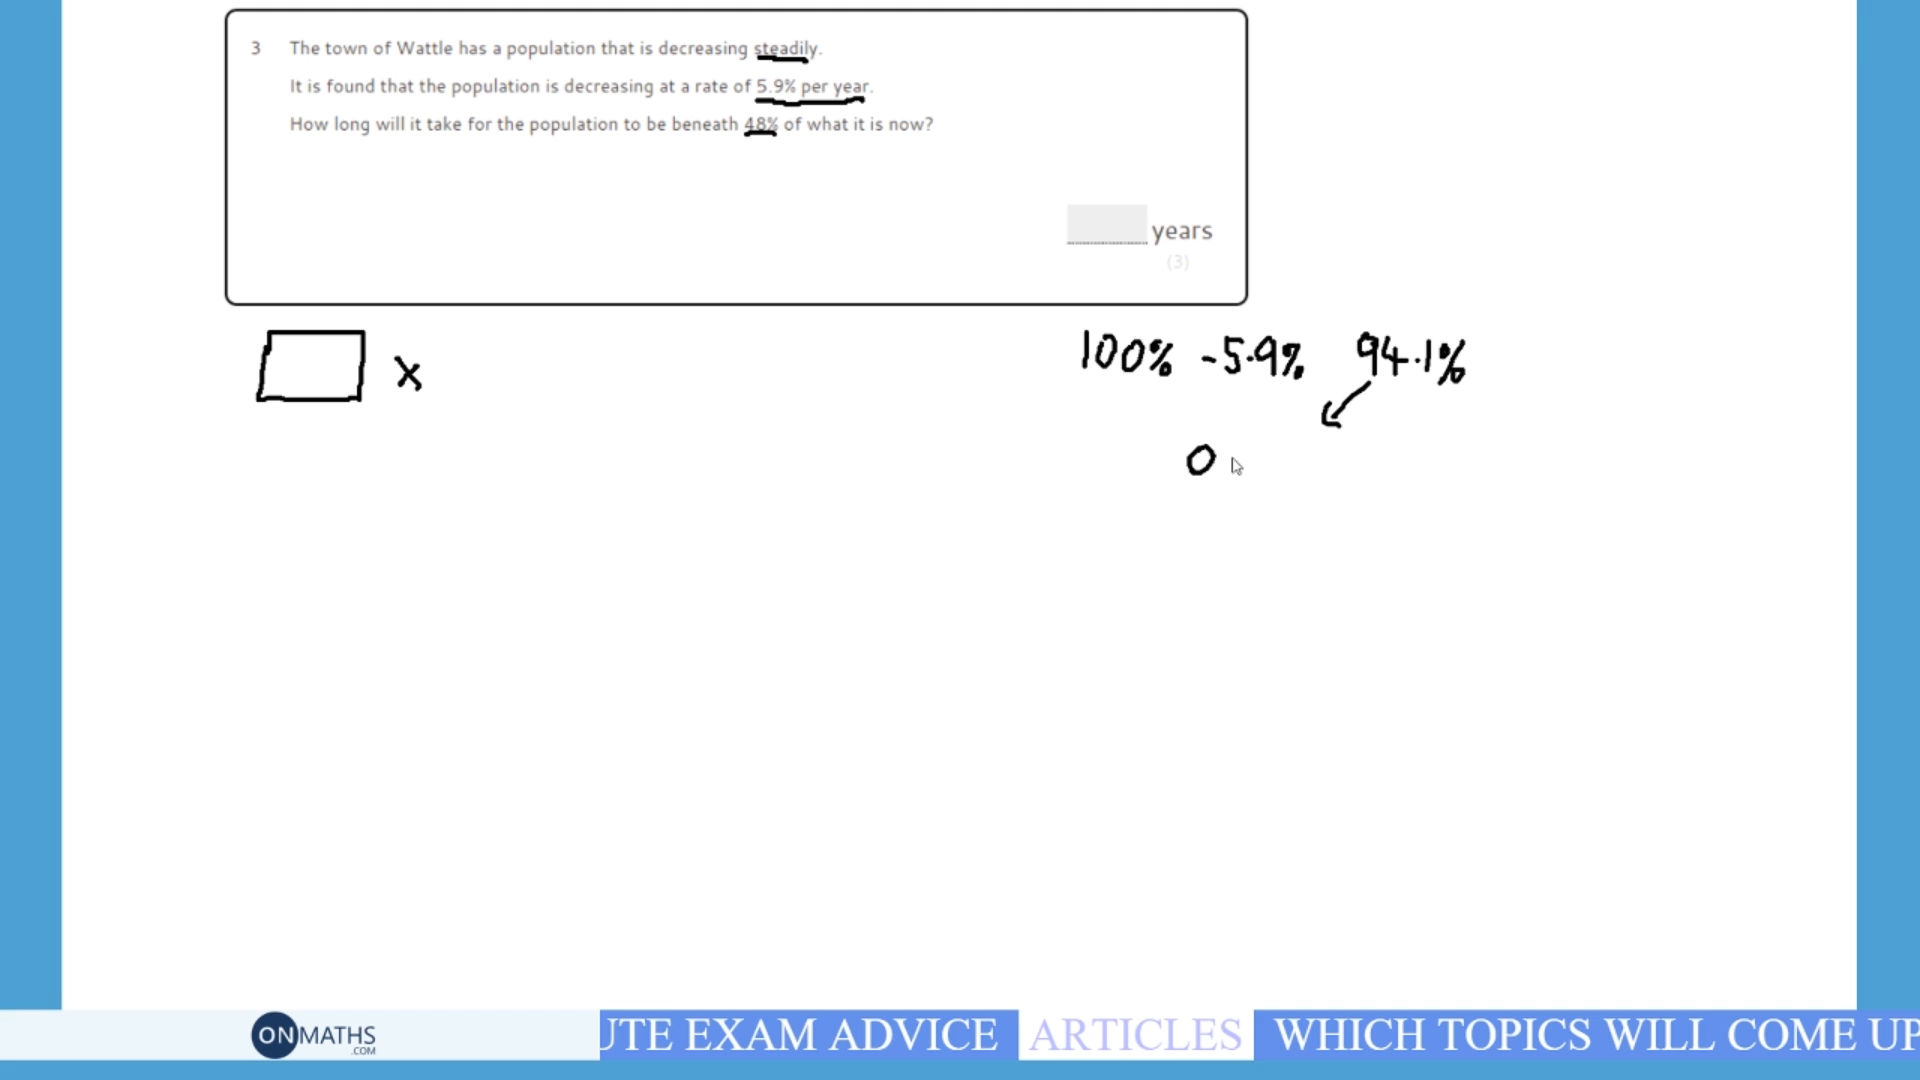 3 The town of Wattle has a population that is decreasing steadily.
It is found that the population is decreasing at a rate of 5.9% per year.
How long will it take for the population to be beneath 48% of what it is now?
years
(3)
x
100% -5.9% 94.1%
0
ONMATHS
.COM
UTE EXAM ADVICE ARTICLES WHICH TOPICS WILL COME UP